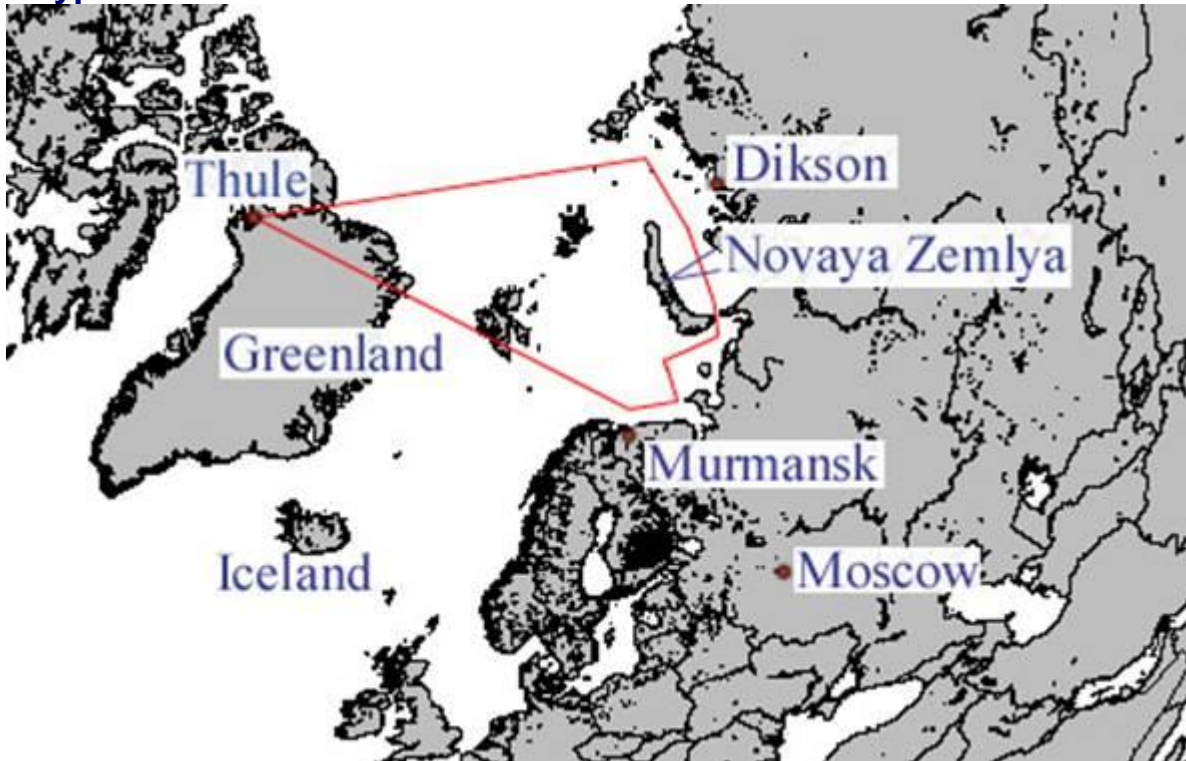 Dikson
Thule
Novaya Zemlya
Greenland
Murmansk
Iceland
Moscow